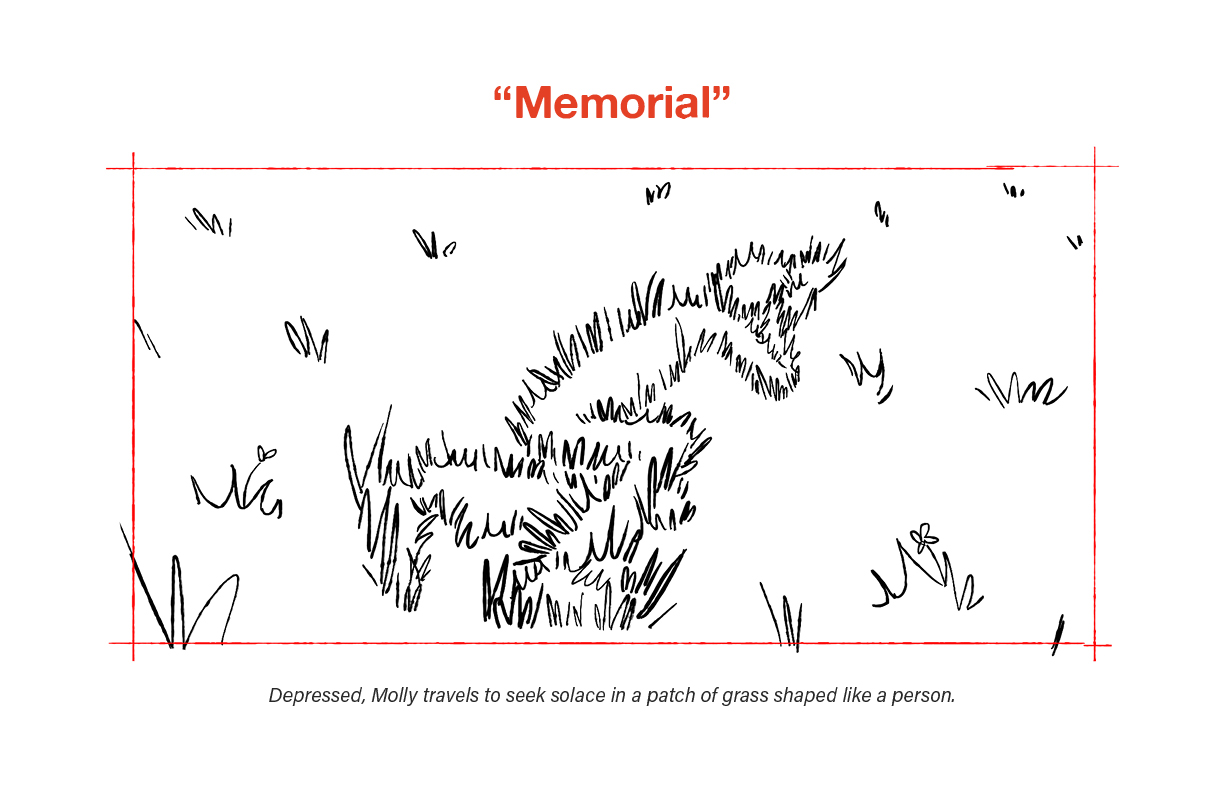 “Memorial”
Depressed, Molly travels to seek solace in a patch of grass shaped like a person.